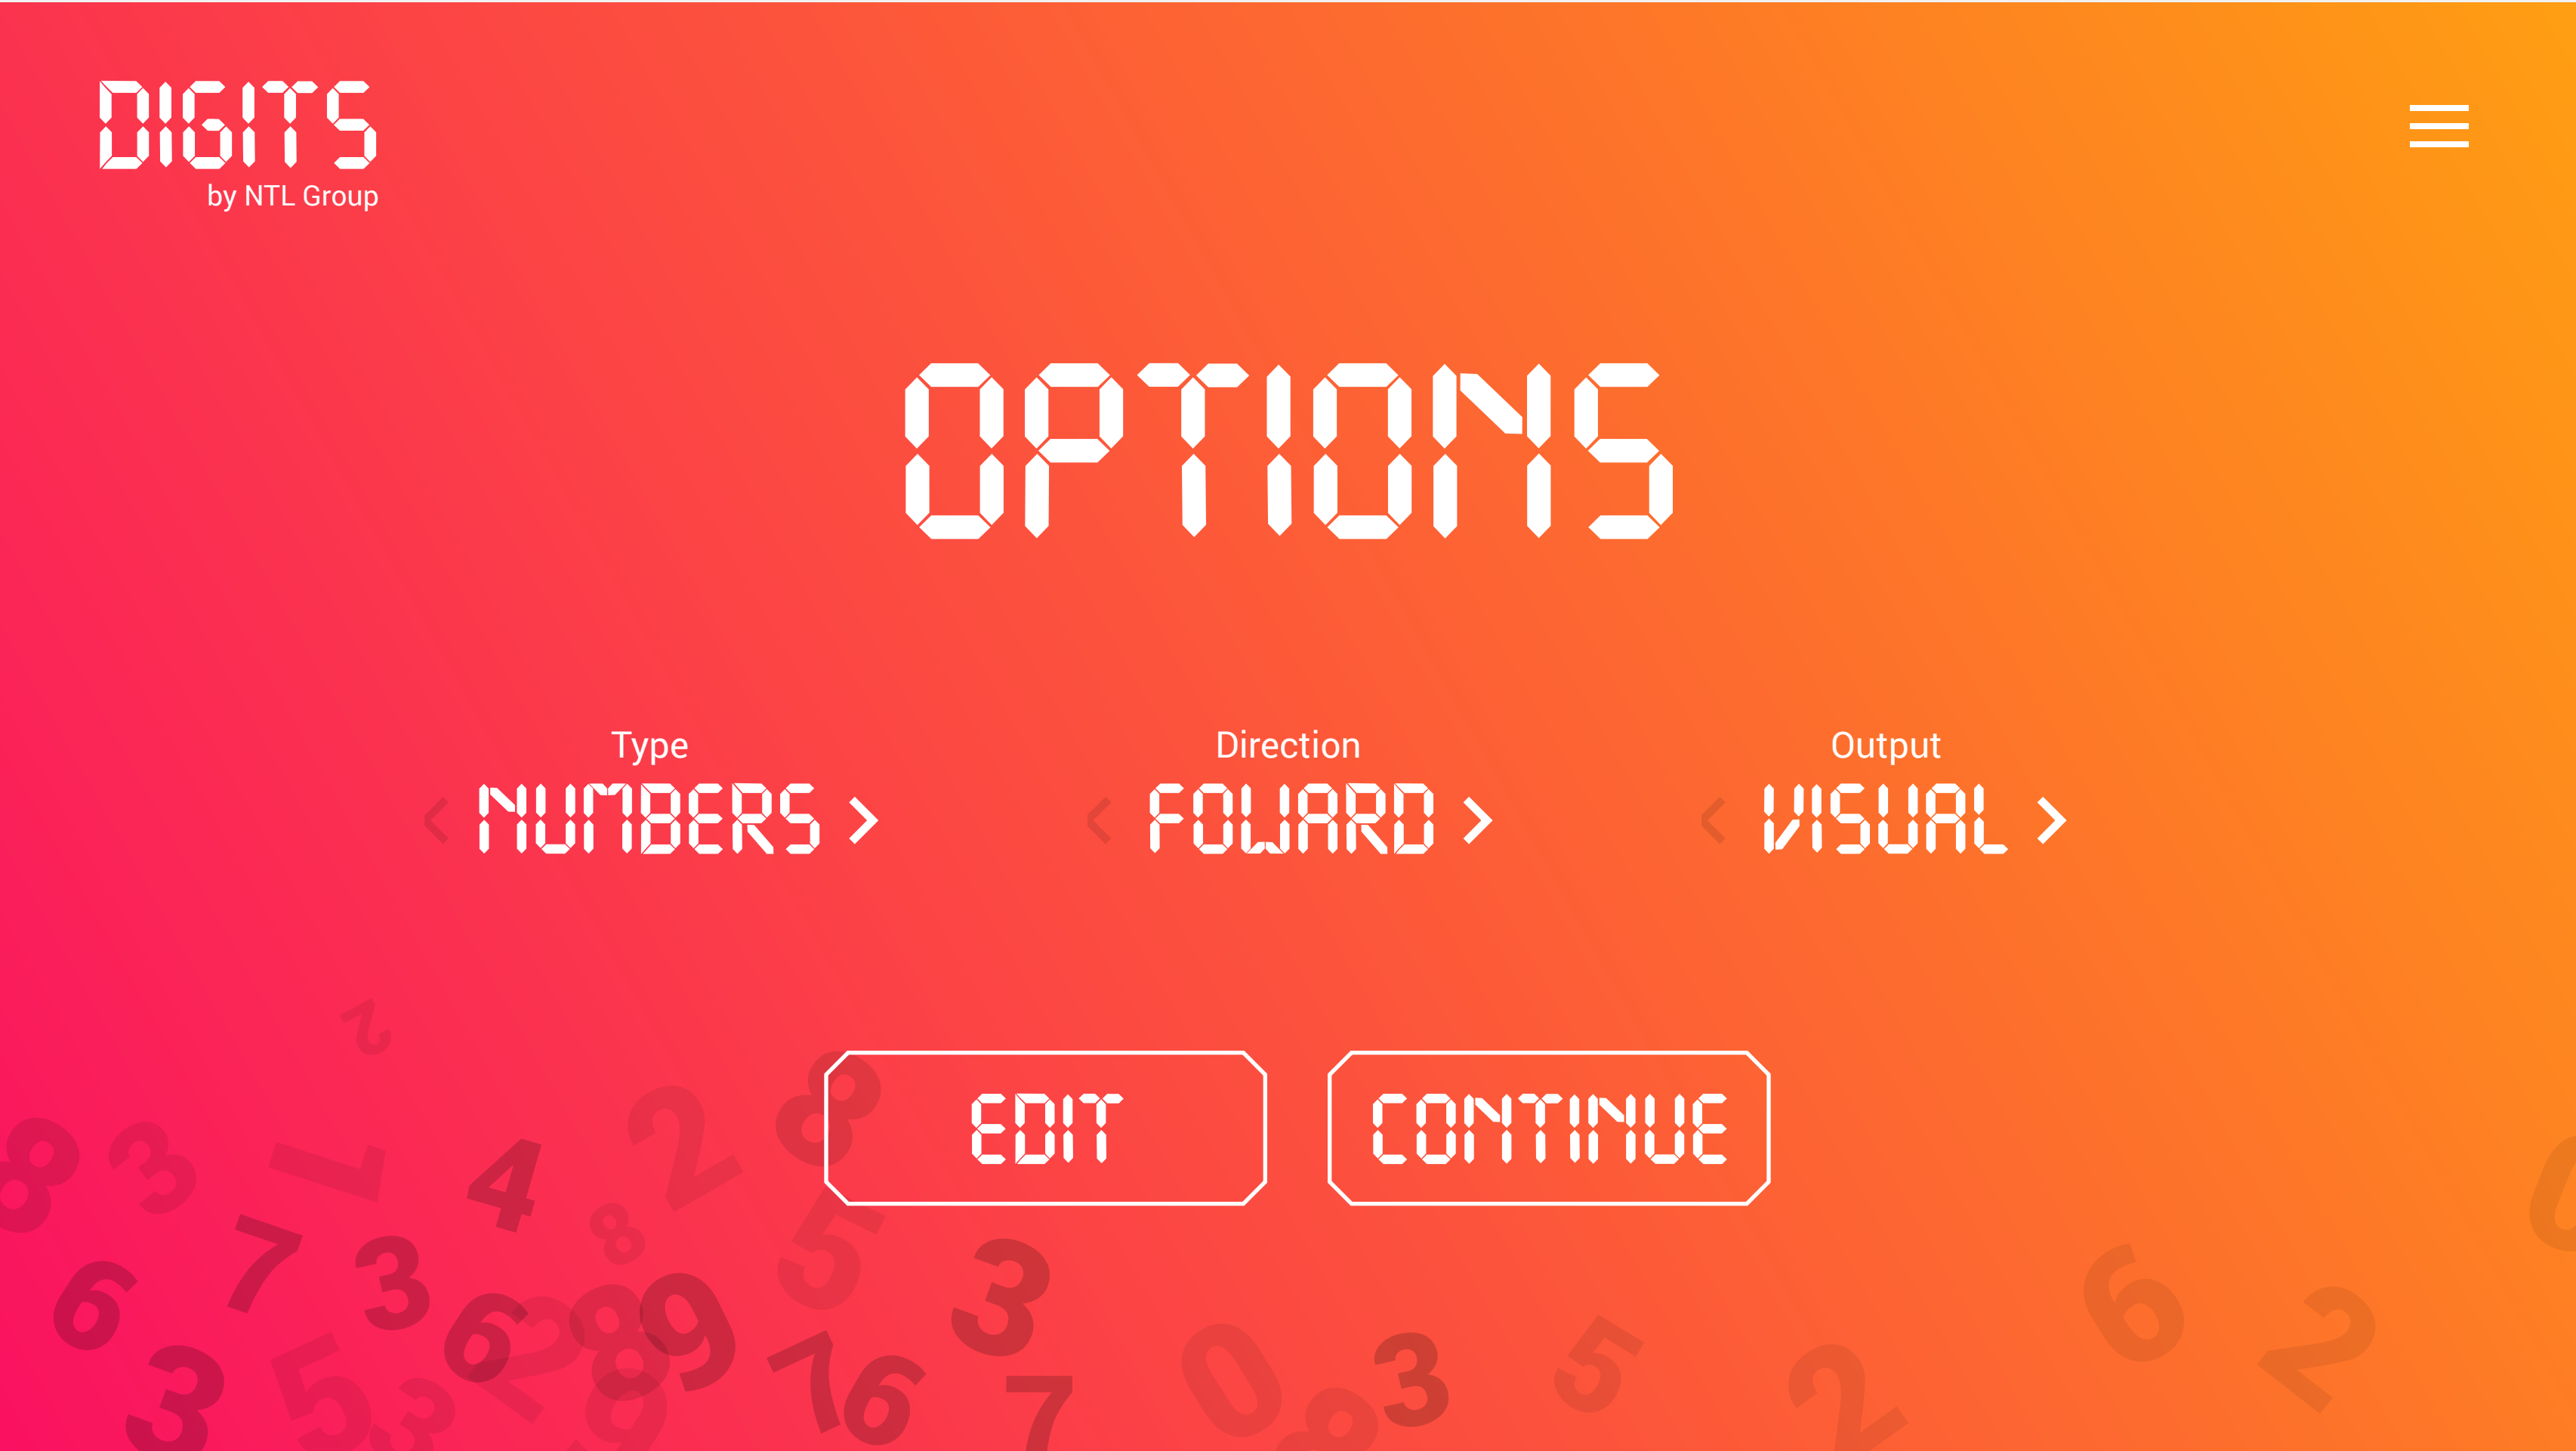 DIGITS
by NTL Group
OPTIONS
Type
NUMBERS
Direction
FOWARD
Output
VISUAL
EDIT
CONTINUE